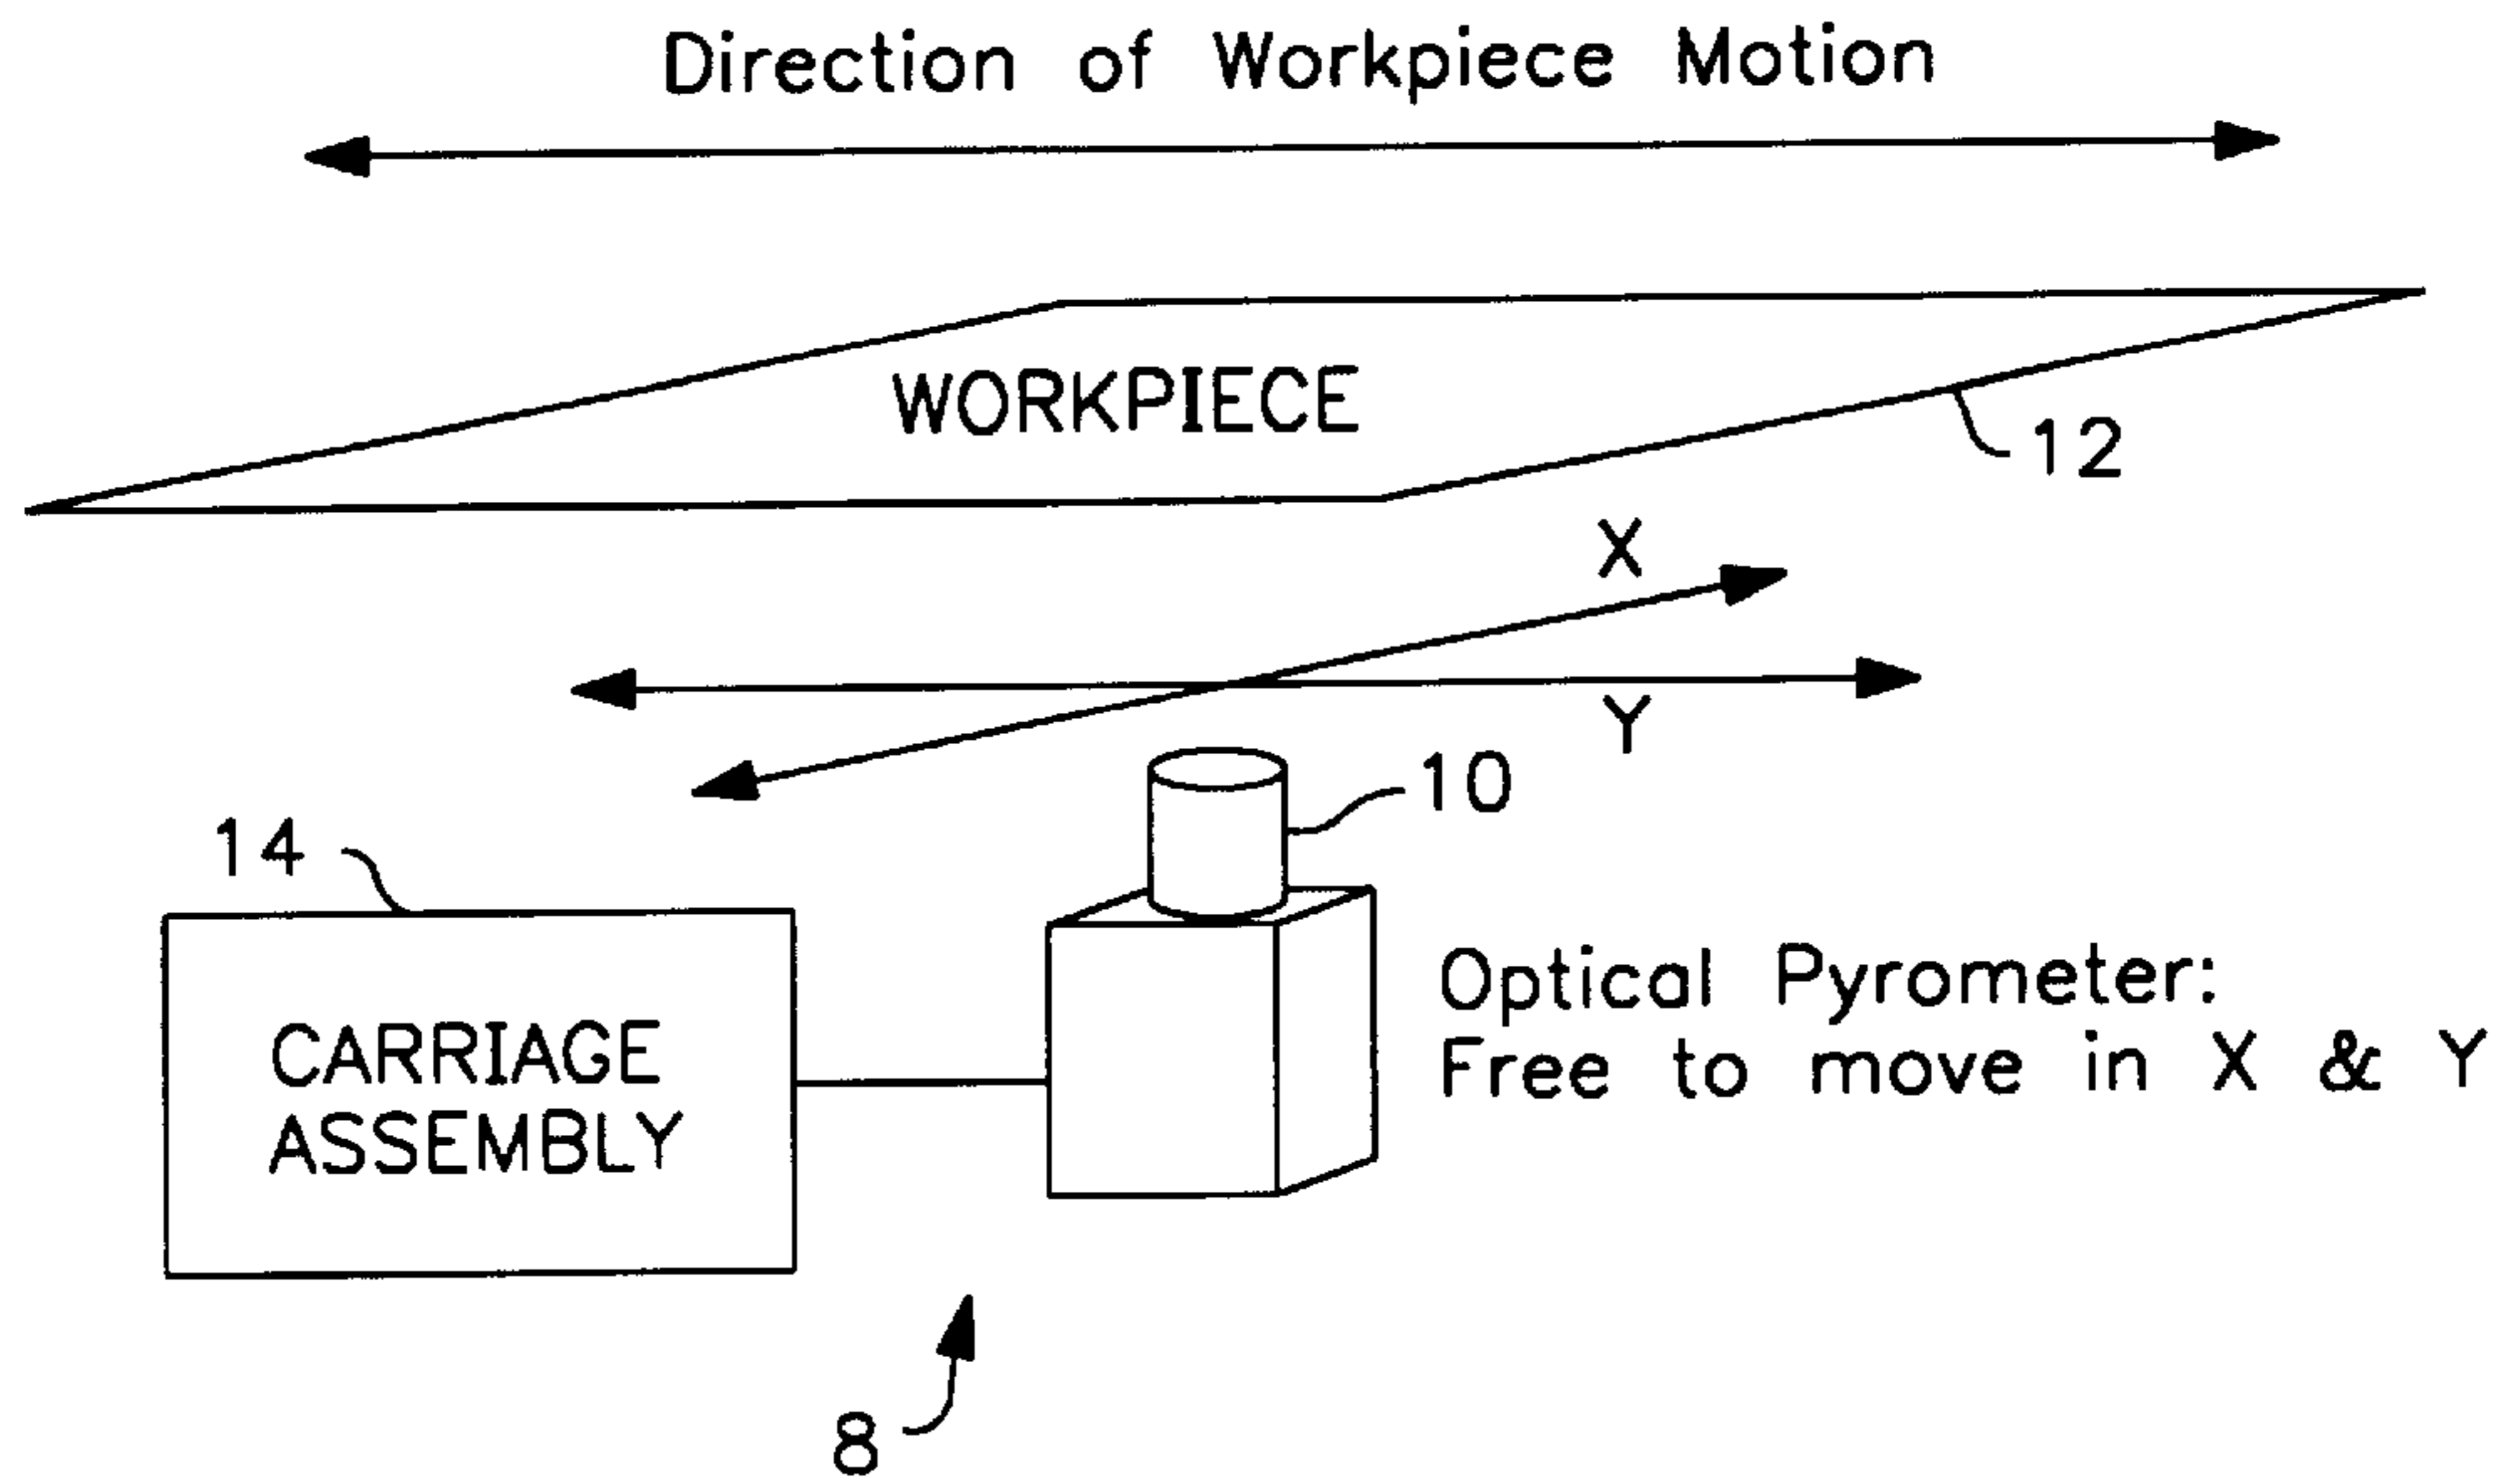 Direction of Workpiece Motion
WORKPIECE
12
X
Y
10
14
CARRIAGE
ASSEMBLY
Optical Pyrometer:
Free to move in X & Y
8